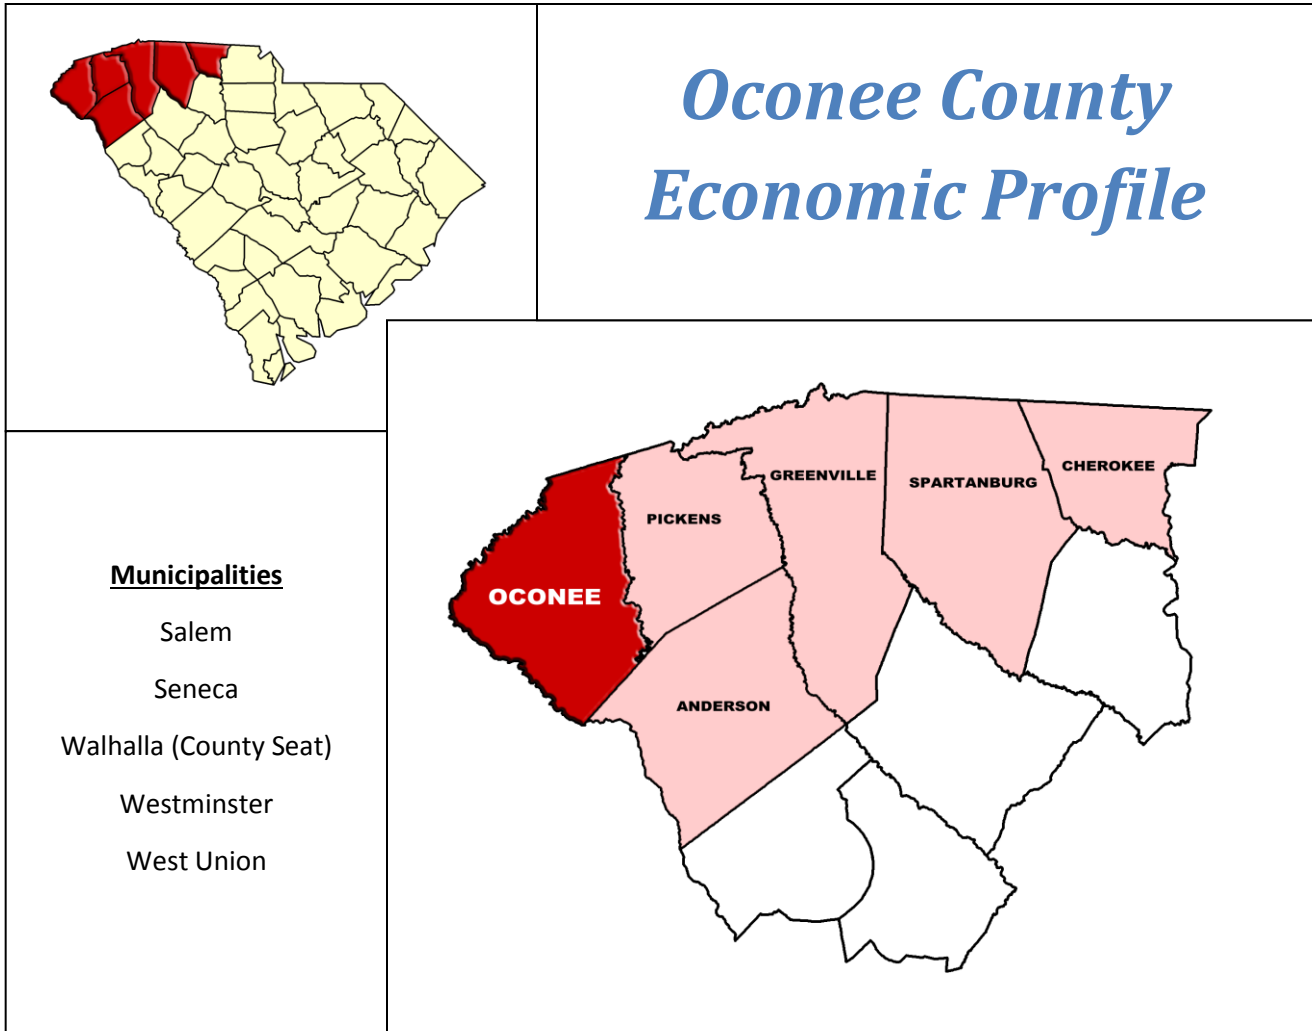 Oconee County
Economic Profile
Municipalities
Salem
Seneca
Walhalla (County Seat)
Westminster
West Union
GREENVILLE
SPARTANBURG
CHEROKEE
PICKENS
OCONEE
ANDERSON